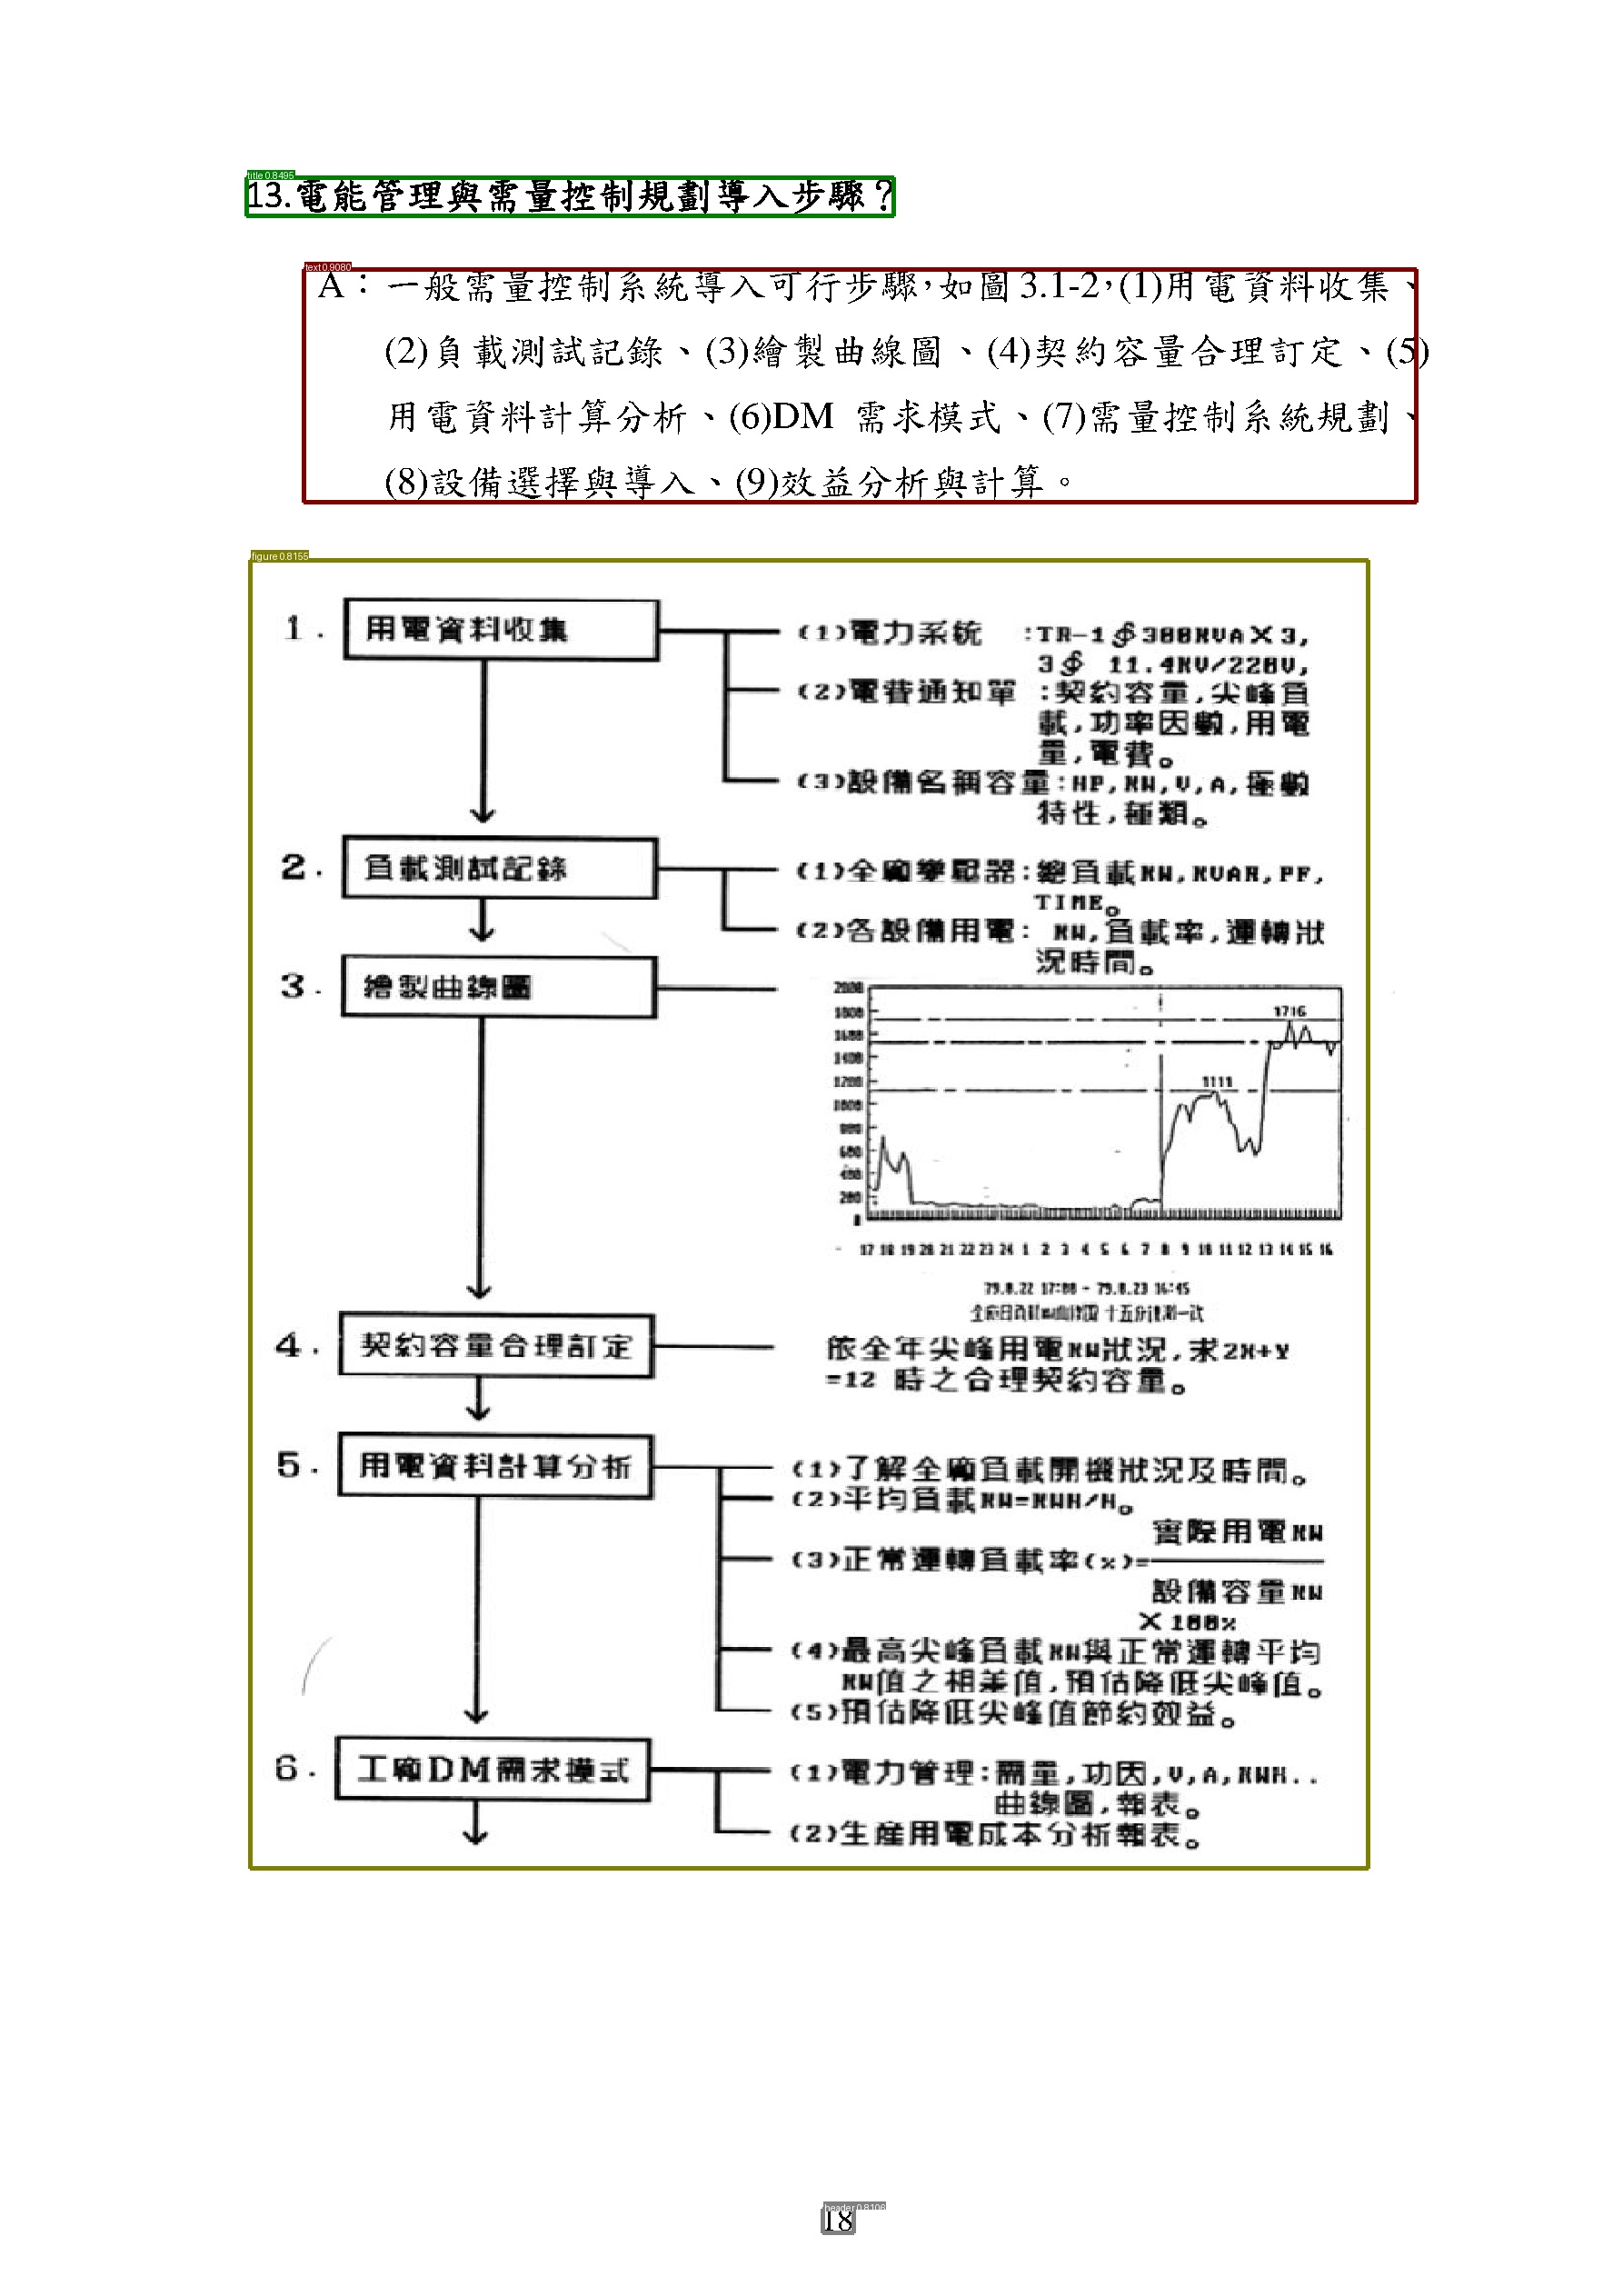 title 0.8495
13.電能管理與需量控制規劃導入步驟？
text 0.9080
A：一般需量控制系統導入可行步驟，如圖3.1-2，(1)用電資料收集、
(2)負載測試記錄、(3)繪製曲線圖、(4)契約容量合理訂定、(5)
用電資料計算分析、(6)DM 需求模式、(7)需量控制系統規劃、
(8)設備選擇與導入、(9)效益分析與計算。
figure 0.8155
1. 用電資料收集
(1)電力系統 :TR-1∮300KVA×3,
3∮ 11.4KV/220V,
(2)電費通知單 :契約容量,尖峰負
載,功率因數,用電
量,電費。
(3)設備名稱容量:HP,KW,V,A,極數
特性,種類。
2. 負載測試記錄
(1)全廠變壓器:總負載KW,KVAR,PF,
TIME。
(2)各設備用電: KW,負載率,運轉狀
況時間。
3. 繪製曲線圖
2000
1800
1600
1400
1200
1000
800
600
400
200
0
1716
1111
17 18 19 20 21 22 23 24 1 2 3 4 5 6 7 8 9 10 11 12 13 14 15 16
79.8.22 17:00 - 79.8.23 16:45
4. 契約容量合理訂定
依全年尖峰用電KW狀況,求2X+Y
=12 時之合理契約容量。
5. 用電資料計算分析
(1)了解全廠負載開機狀況及時間。
(2)平均負載KW=KWH/H。
實際用電KW
(3)正常運轉負載率(%)=
設備容量KW
×100%
(4)最高尖峰負載KW與正常運轉平均
KW值之相差值,預估降低尖峰值。
(5)預估降低尖峰值節約效益。
6. 工廠DM需求模式
(1)電力管理:需量,功因,V,A,KWH..
曲線圖,報表。
(2)生產用電成本分析報表。
header 0.8106
18